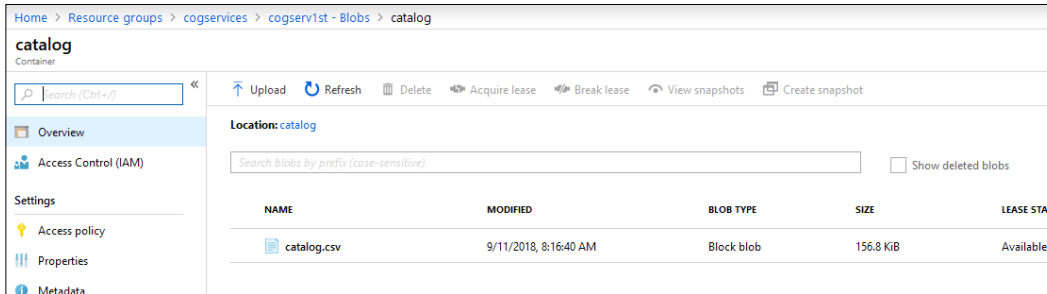 Home > Resource groups > cogservices > cogserv1st - Blobs > catalog
catalog
Container
Search (Ctrl+/)
«
Upload Refresh Delete Acquire lease Break lease View snapshots Create snapshot
Overview
Location: catalog
Access Control (IAM)
Search blobs by prefix (case-sensitive)
Show deleted blobs
Settings
NAME MODIFIED BLOB TYPE SIZE LEASE STA
Access policy
catalog.csv 9/11/2018, 8:16:40 AM Block blob 156.8 KiB Available
Properties
Metadata